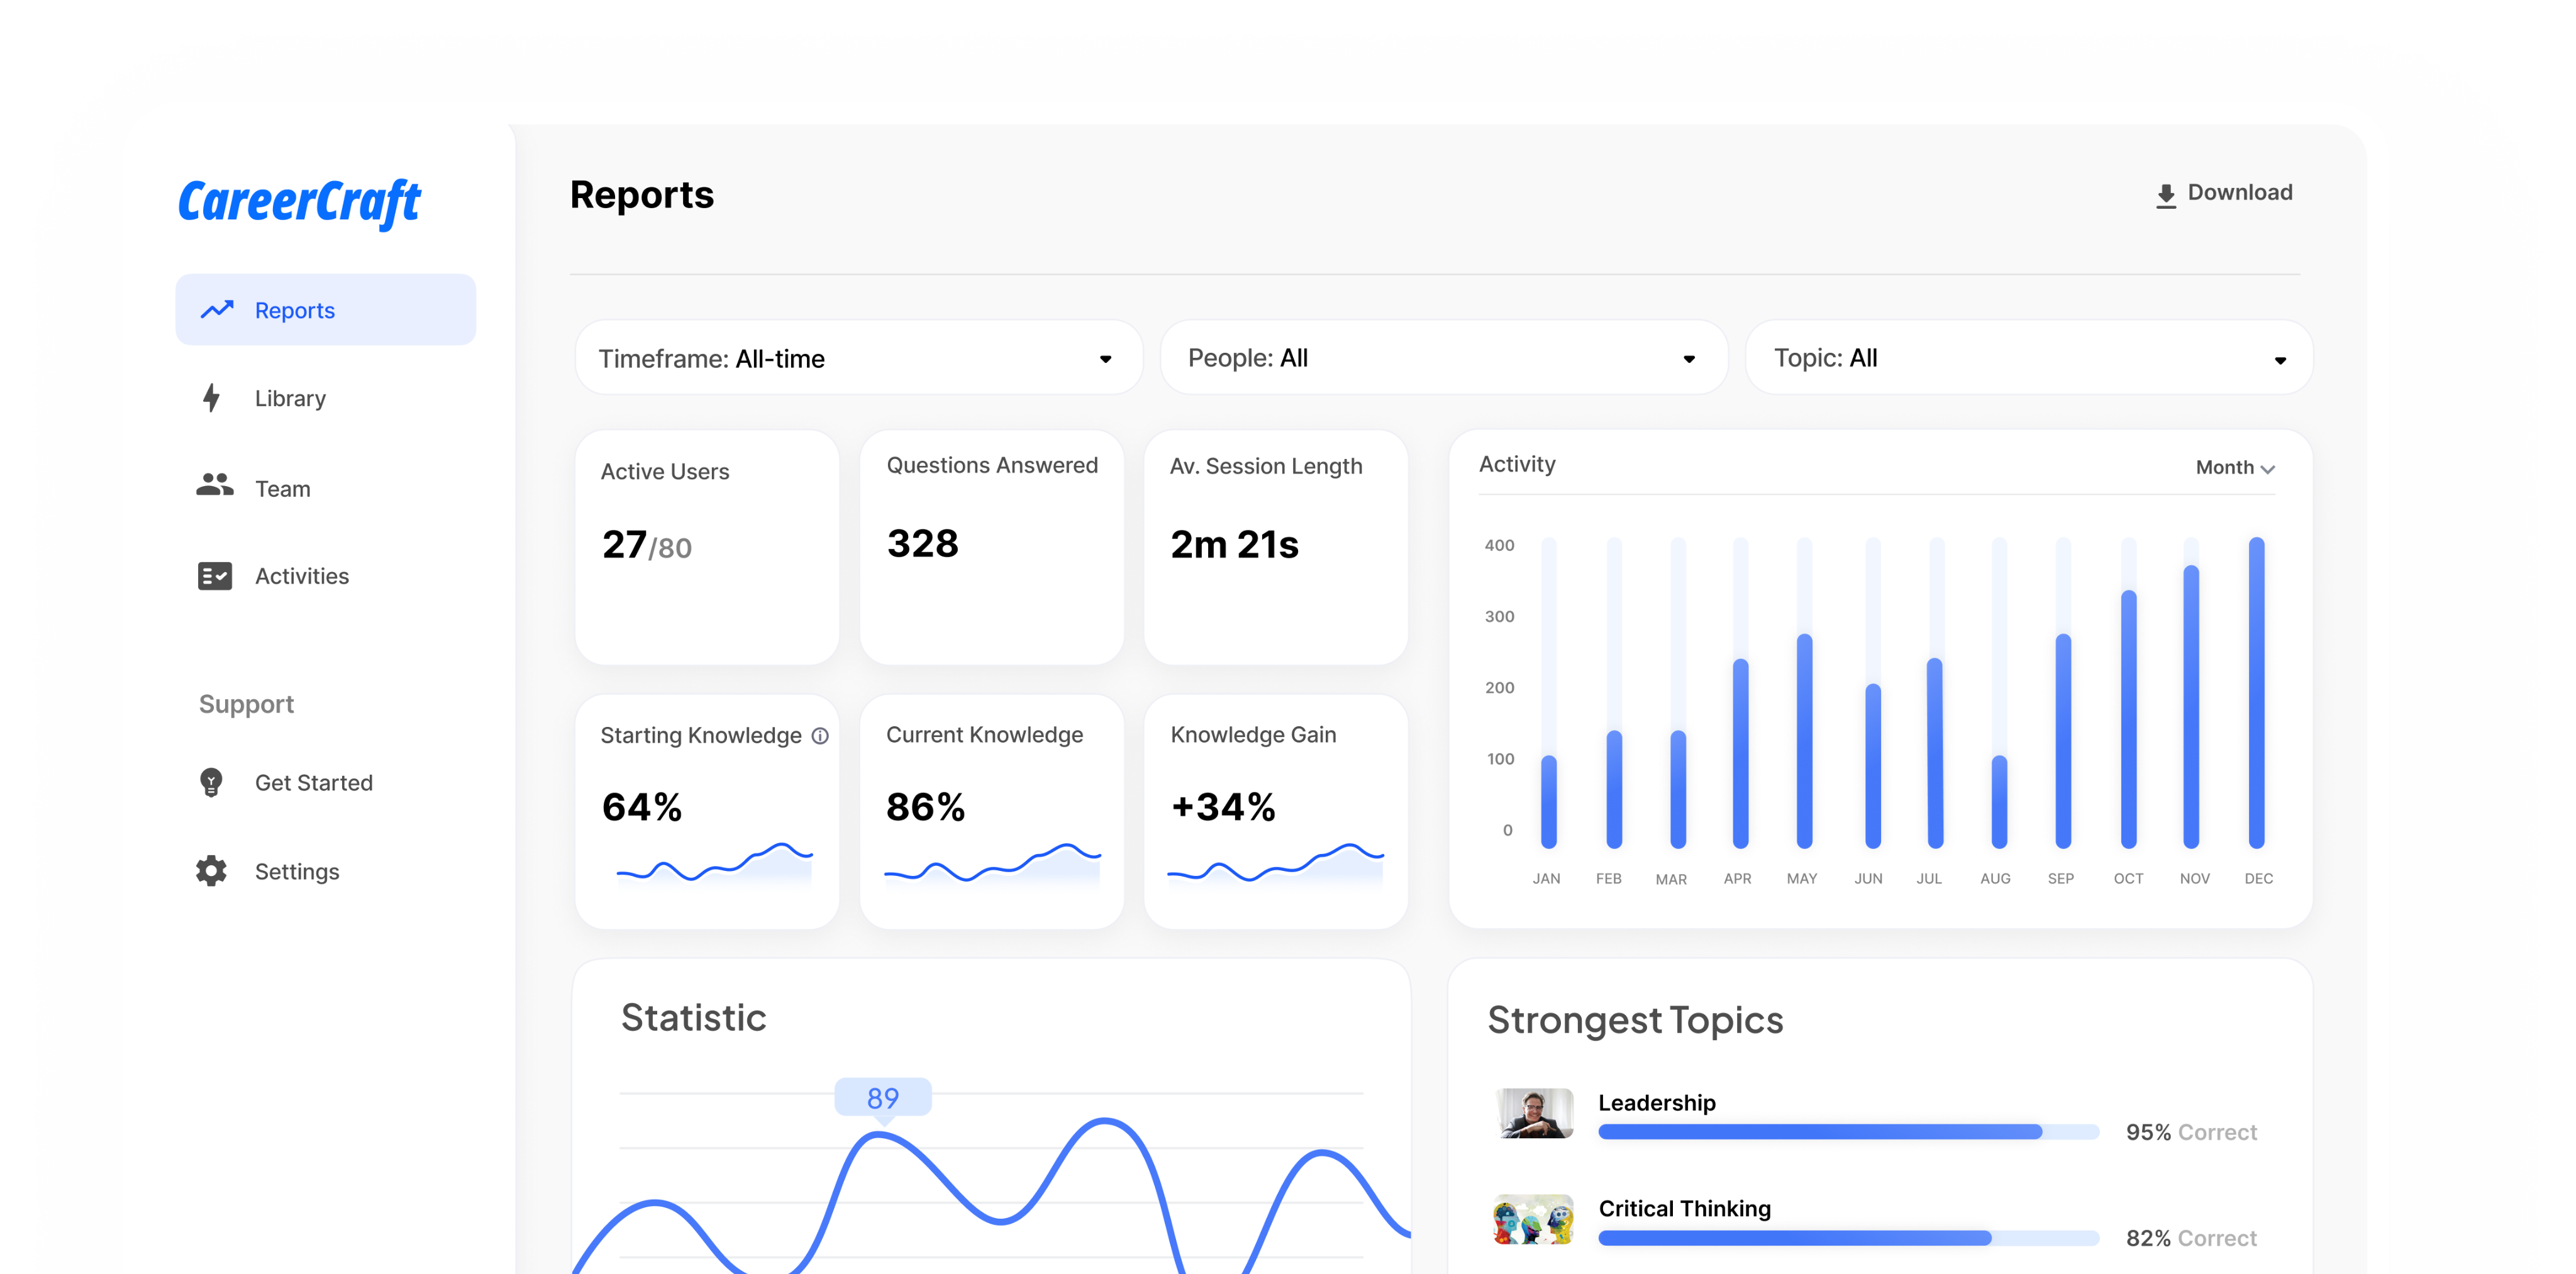 CareerCraft
Reports
Library
Team
Activities
Support
Get Started
Settings
Reports
Download
Timeframe: All-time
People: All
Topic: All
Active Users
27/80
Questions Answered
328
Av. Session Length
2m 21s
Starting Knowledge
64%
Current Knowledge
86%
Knowledge Gain
+34%
Activity
Month
400
300
200
100
0
JAN FEB MAR APR MAY JUN JUL AUG SEP OCT NOV DEC
Statistic
89
Strongest Topics
Leadership
95% Correct
Critical Thinking
82% Correct